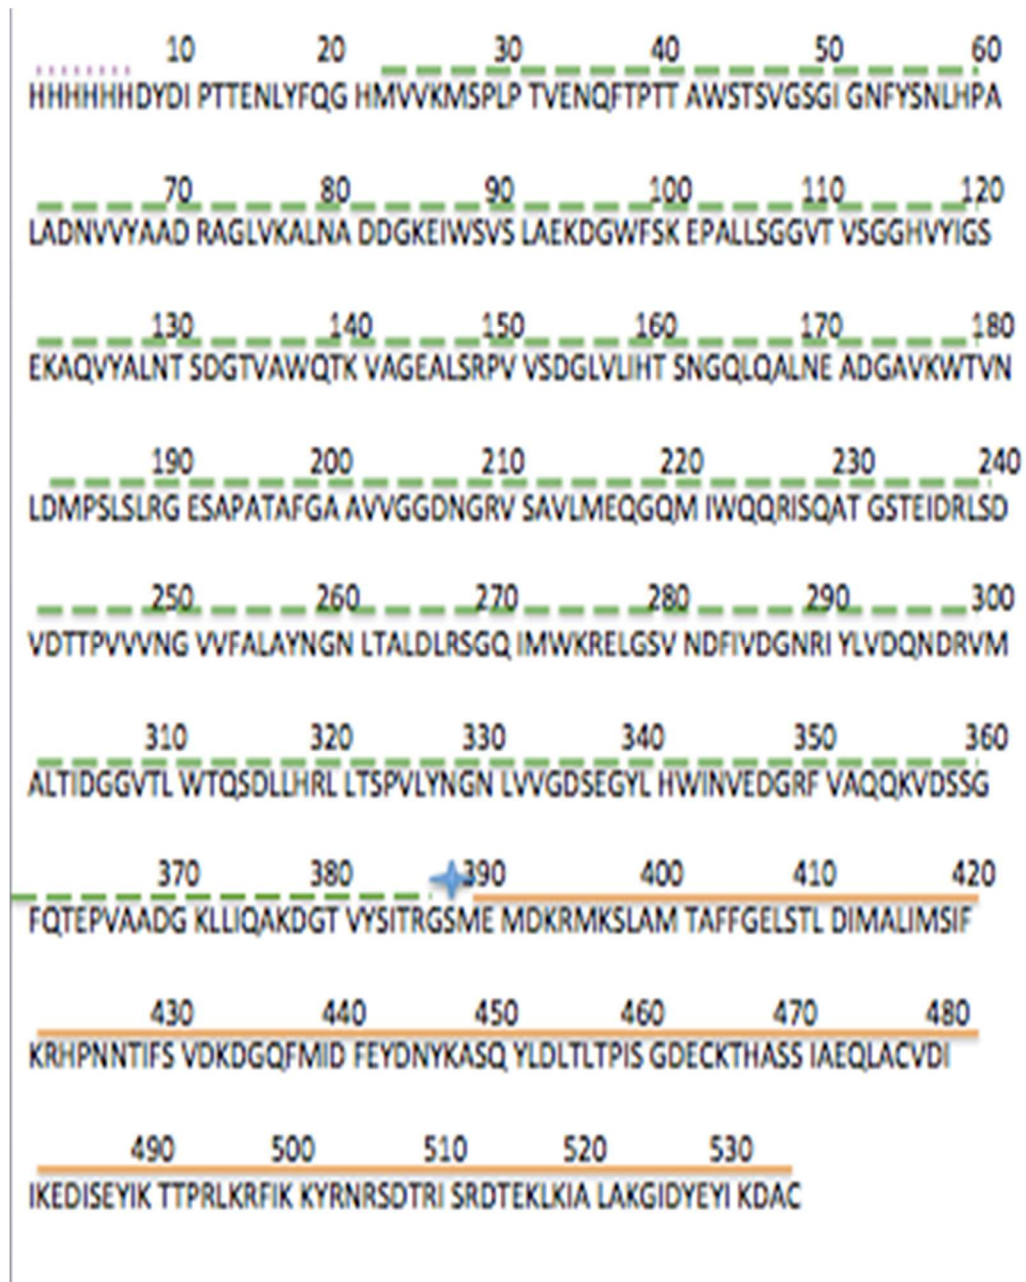 10 20 30 40 50 60
HHHHHHDYDI PTTENLYFQG HMVVKMSPLP TVENQFTPTT AWSTSVGSGI GNFYSNLHPA
70 80 90 100 110 120
LADNVVYAAD RAGLVKALNA DDGKEIWSVS LAEKDGWFSK EPALLSGGVT VSGGHVYIGS
130 140 150 160 170 180
EKAQVYALNT SDGTVAWQTK VAGEALSRPV VSDGLVLIHT SNGQLQALNE ADGAVKWTVN
190 200 210 220 230 240
LDMPSLSLRG ESAPATAFGA AVVGGDNGRV SAVLMEQGQM IWQQRISQAT GSTEIDRLSD
250 260 270 280 290 300
VDTTPVVVNG VVFALAYNGN LTALDLRSGQ IMWKRELGSV NDFIVDGNRI YLVDQNDRVM
310 320 330 340 350 360
ALTIDGGVTL WTQSDLLHRL LTSPVLYNGN LVVGDSEGYL HWINVEDGRF VAQQKVDSSG
370 380 390 400 410 420
FQTEPVAADG KLLIQAKDGT VYSITRGSME MDKRMKSLAM TAFFGELSTL DIMALIMSIF
430 440 450 460 470 480
KRHPNNTIFS VDKDGQFMID FEYDNYKASQ YLDLTLTPIS GDECKTHASS IAEQLACVDI
490 500 510 520 530
IKEDISEYIK TTPRLKRFIK KYRNRSDTRI SRDTEKLKIA LAKGIDYEYI KDAC